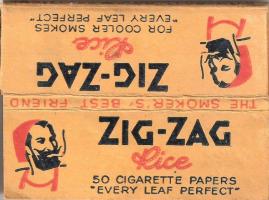 FOR COOLER SMOKES
"EVERY LEAF PERFECT"
Lice
ZIG-ZAG
THE SMOKER'S BEST FRIEND
ZIG-ZAG
Lice
50 CIGARETTE PAPERS
"EVERY LEAF PERFECT"